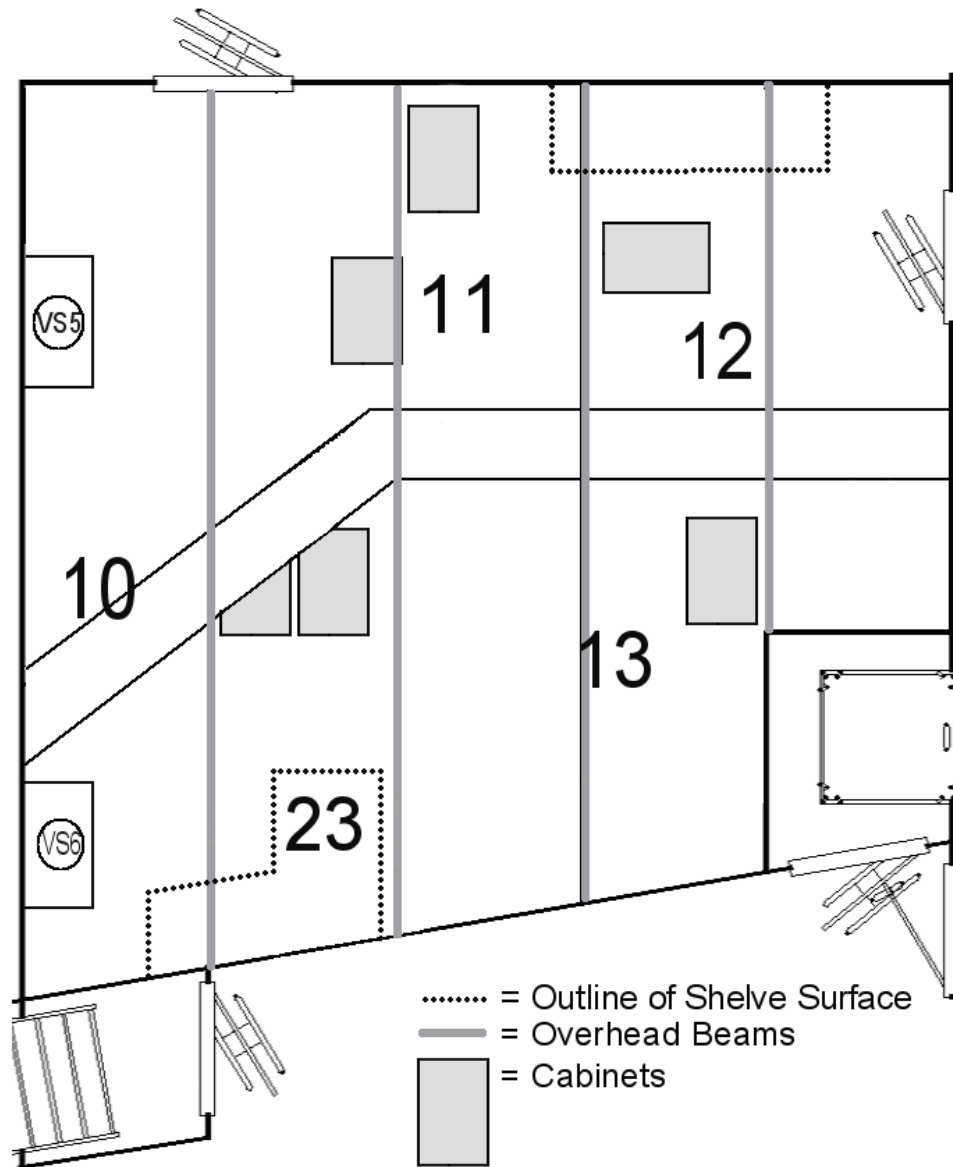 11
VS5
12
10
13
23
VS6
= Outline of Shelve Surface
= Overhead Beams
= Cabinets